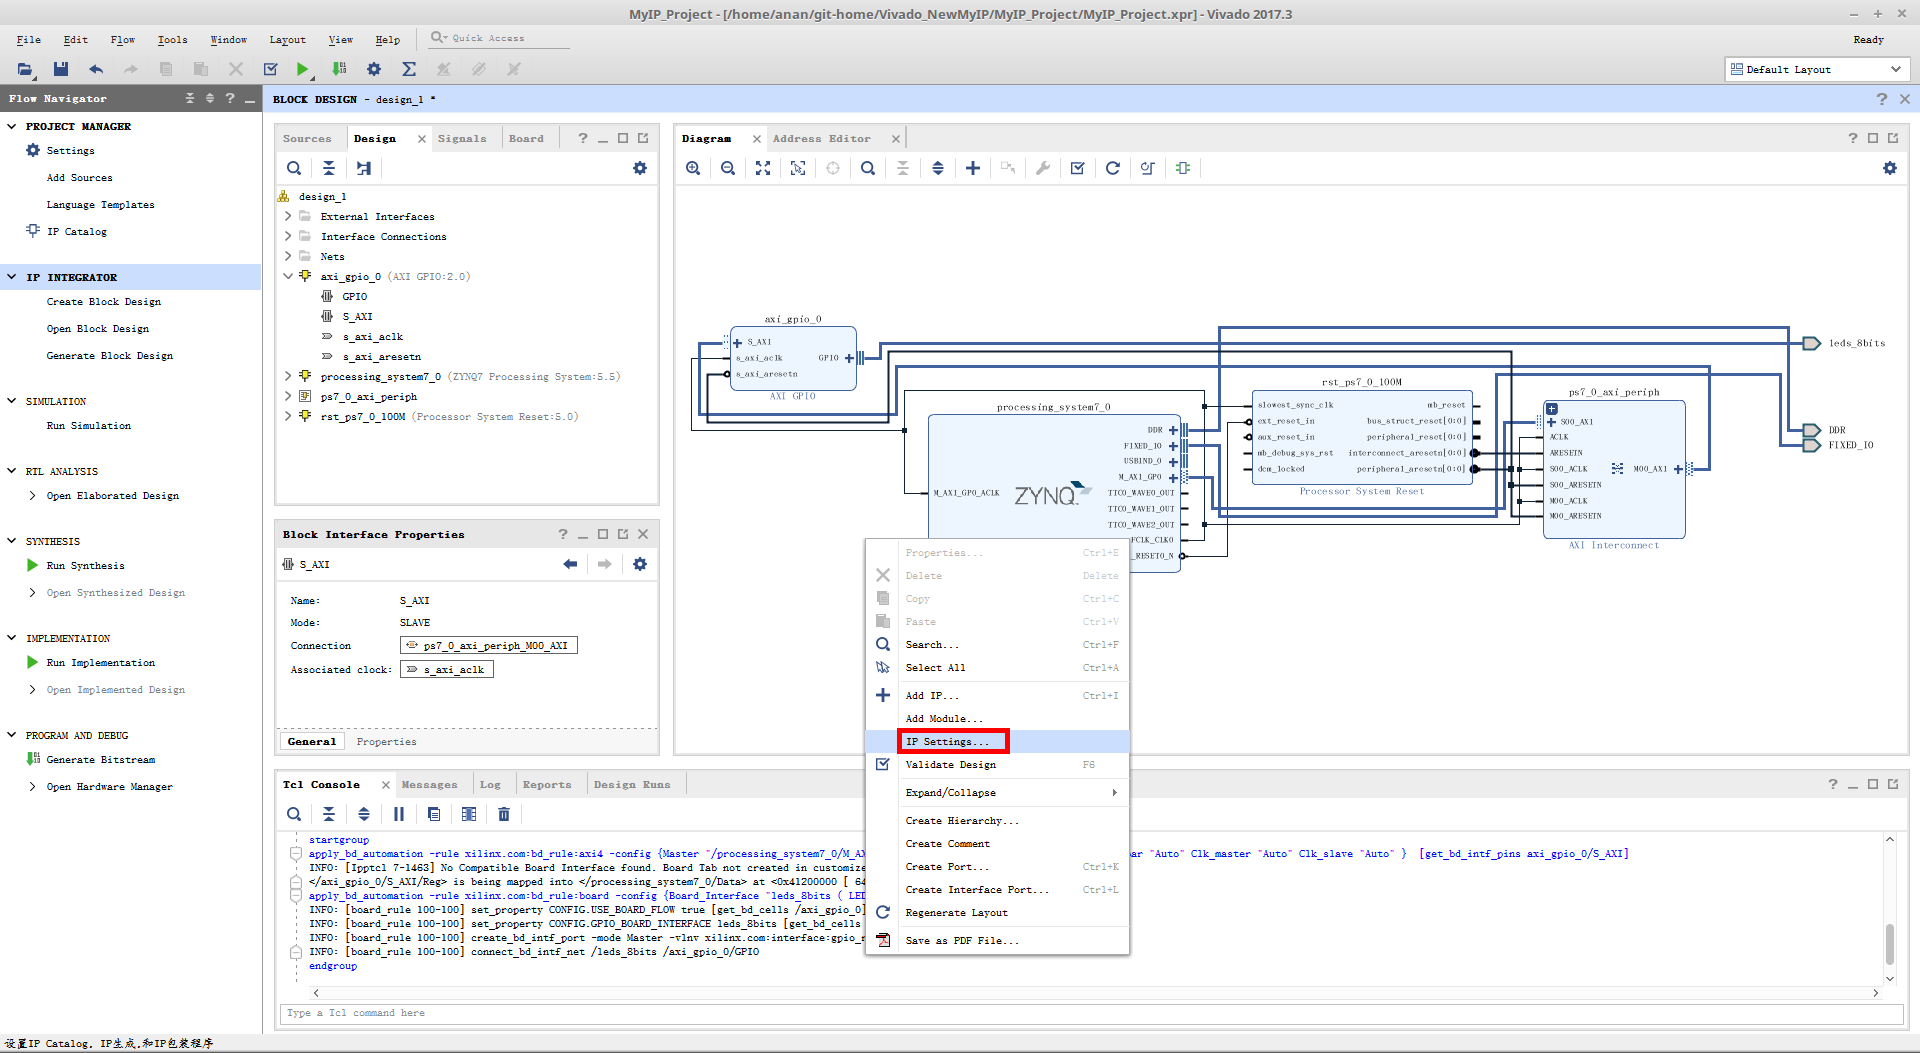 MyIP_Project - [/home/anan/git-home/Vivado_NewMyIP/MyIP_Project/MyIP_Project.xpr] - Vivado 2017.3
File Edit Flow Tools Window Layout View Help Quick Access Ready
Default Layout
Flow Navigator
BLOCK DESIGN - design_1 *
PROJECT MANAGER
Settings
Add Sources
Language Templates
IP Catalog
IP INTEGRATOR
Create Block Design
Open Block Design
Generate Block Design
SIMULATION
Run Simulation
RTL ANALYSIS
Open Elaborated Design
SYNTHESIS
Run Synthesis
Open Synthesized Design
IMPLEMENTATION
Run Implementation
Open Implemented Design
PROGRAM AND DEBUG
Generate Bitstream
Open Hardware Manager
Sources Design Signals Board
design_1
External Interfaces
Interface Connections
Nets
axi_gpio_0 (AXI GPIO:2.0)
GPIO
S_AXI
s_axi_aclk
s_axi_aresetn
processing_system7_0 (ZYNQ7 Processing System:5.5)
ps7_0_axi_periph
rst_ps7_0_100M (Processor System Reset:5.0)
Block Interface Properties
S_AXI
Name: S_AXI
Mode: SLAVE
Connection ps7_0_axi_periph_M00_AXI
Associated clock: s_axi_aclk
General Properties
Diagram Address Editor
axi_gpio_0
S_AXI
s_axi_aclk
s_axi_aresetn
GPIO
AXI GPIO
processing_system7_0
DDR
FIXED_IO
USBIND_0
M_AXI_GP0
TTC0_WAVE0_OUT
TTC0_WAVE1_OUT
TTC0_WAVE2_OUT
FCLK_CLK0
_RESET0_N
M_AXI_GP0_ACLK
ZYNQ
rst_ps7_0_100M
slowest_sync_clk
ext_reset_in
aux_reset_in
mb_debug_sys_rst
dcm_locked
mb_reset
bus_struct_reset[0:0]
peripheral_reset[0:0]
interconnect_aresetn[0:0]
peripheral_aresetn[0:0]
Processor System Reset
ps7_0_axi_periph
S00_AXI
ACLK
ARESETN
S00_ACLK
S00_ARESETN
M00_ACLK
M00_ARESETN
M00_AXI
AXI Interconnect
leds_8bits
DDR
FIXED_IO
Properties... Ctrl+E
Delete Delete
Copy Ctrl+C
Paste Ctrl+V
Search... Ctrl+F
Select All Ctrl+A
Add IP... Ctrl+I
Add Module...
IP Settings...
Validate Design F6
Expand/Collapse
Create Hierarchy...
Create Comment
Create Port... Ctrl+K
Create Interface Port... Ctrl+L
Regenerate Layout
Save as PDF File...
Tcl Console Messages Log Reports Design Runs
startgroup
apply_bd_automation -rule xilinx.com:bd_rule:axi4 -config {Master "/processing_system7_0/M_AX bar "Auto" Clk_master "Auto" Clk_slave "Auto" } [get_bd_intf_pins axi_gpio_0/S_AXI]
INFO: [Ipptcl 7-1463] No Compatible Board Interface found. Board Tab not created in customize
</axi_gpio_0/S_AXI/Reg> is being mapped into </processing_system7_0/Data> at <0x41200000 [ 64
apply_bd_automation -rule xilinx.com:bd_rule:board -config {Board_Interface "leds_8bits ( LED
INFO: [board_rule 100-100] set_property CONFIG.USE_BOARD_FLOW true [get_bd_cells /axi_gpio_0]
INFO: [board_rule 100-100] set_property CONFIG.GPIO_BOARD_INTERFACE leds_8bits [get_bd_cells
INFO: [board_rule 100-100] create_bd_intf_port -mode Master -vlnv xilinx.com:interface:gpio_r
INFO: [board_rule 100-100] connect_bd_intf_net /leds_8bits /axi_gpio_0/GPIO
endgroup
Type a Tcl command here
设置IP Catalog, IP生成,和IP包装程序